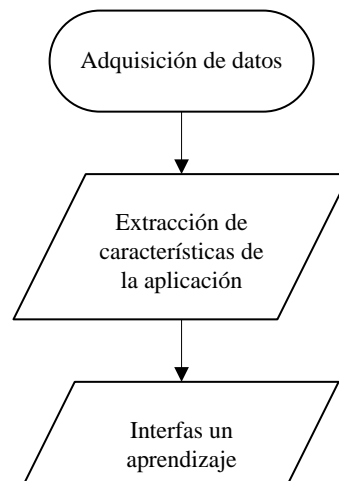 Adquisición de datos
Extracción de
características de
la aplicación
Interfas un
aprendizaje